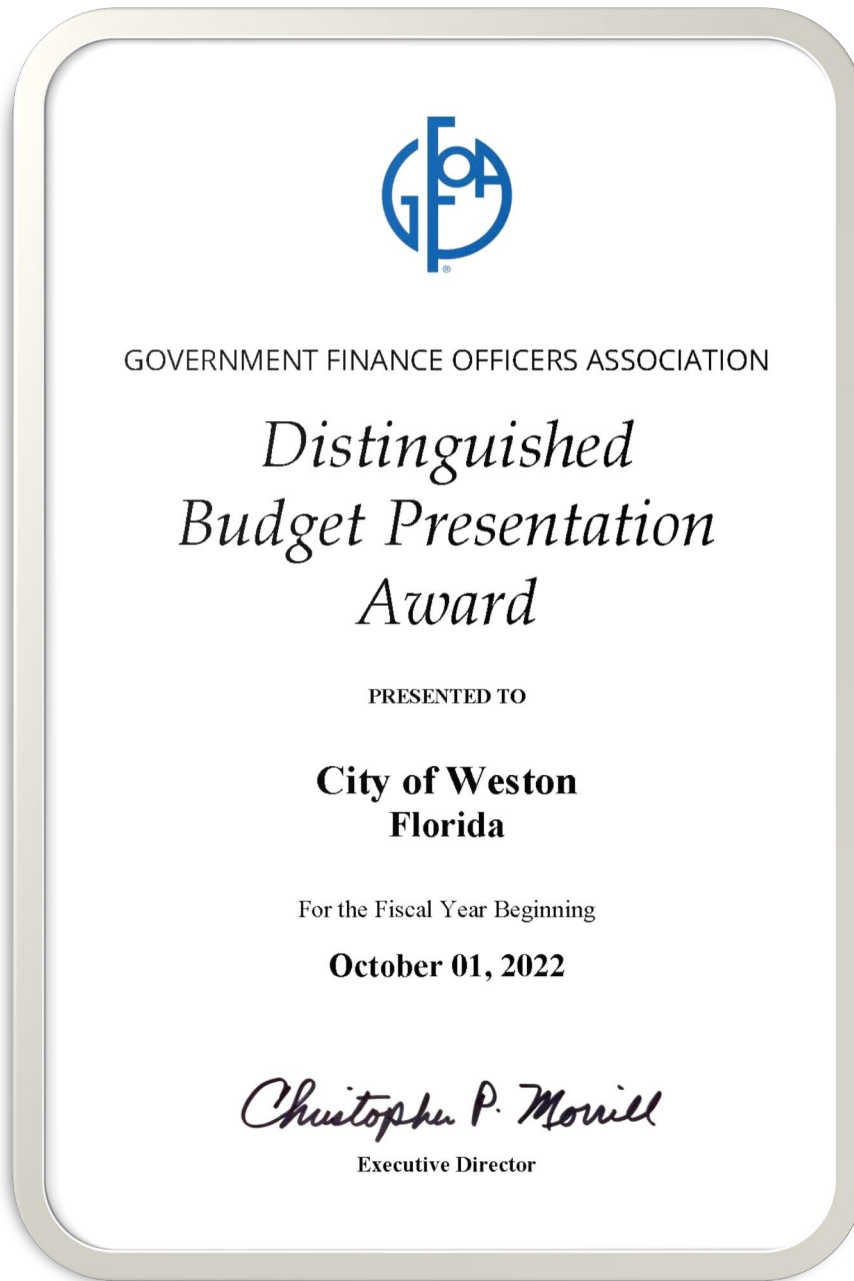 GFOA
®
GOVERNMENT FINANCE OFFICERS ASSOCIATION
Distinguished
Budget Presentation
Award
PRESENTED TO
City of Weston
Florida
For the Fiscal Year Beginning
October 01, 2022
Christopher P. Morrill
Executive Director